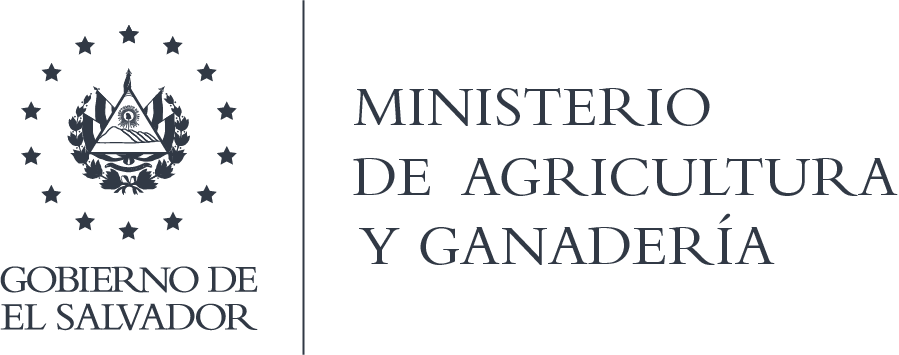 GOBIERNO DE
EL SALVADOR
MINISTERIO
DE AGRICULTURA
Y GANADERÍA